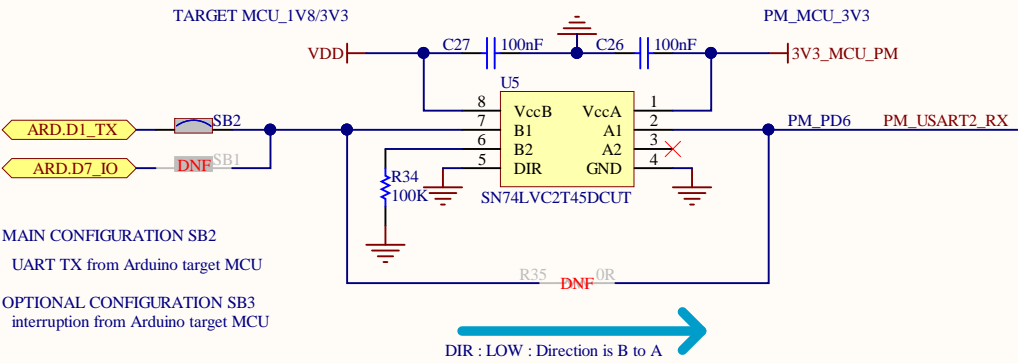 TARGET MCU_1V8/3V3
PM_MCU_3V3
VDD
C27
100nF
C26
100nF
3V3_MCU_PM
U5
8
VccB
VccA
1
ARD.D1_TX
SB2
7
B1
A1
2
PM_PD6
PM_USART2_RX
6
B2
A2
3
ARD.D7_IO
DNF
SB1
5
DIR
GND
4
R34
100K
SN74LVC2T45DCUT
MAIN CONFIGURATION SB2
UART TX from Arduino target MCU
R35
DNF
0R
OPTIONAL CONFIGURATION SB3
interruption from Arduino target MCU
DIR : LOW : Direction is B to A